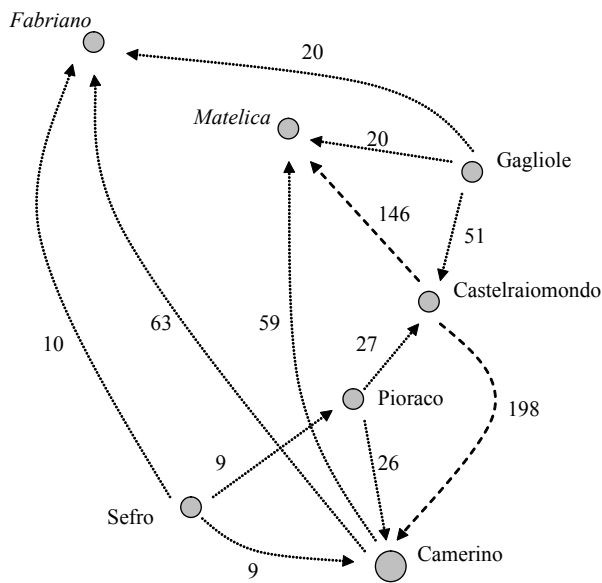 Fabriano
20
Matelica
20
Gagliole
146
51
Castelraiomondo
10
63
59
27
Pioraco
198
9
26
Sefro
Camerino
9